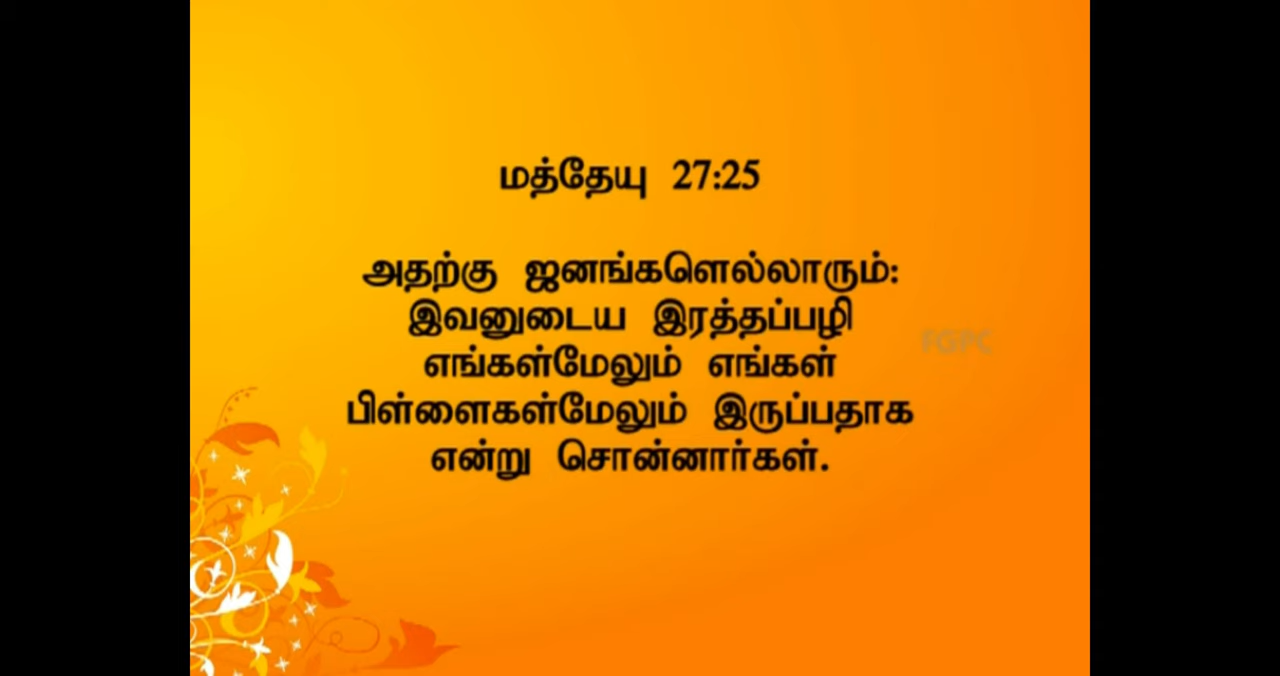 மத்தேயு 27:25
அதற்கு ஜனங்களெல்லாரும்:
இவனுடைய இரத்தப்பழி
எங்கள்மேலும் எங்கள்
பிள்ளைகள்மேலும் இருப்பதாக
என்று சொன்னார்கள்.
FGPC